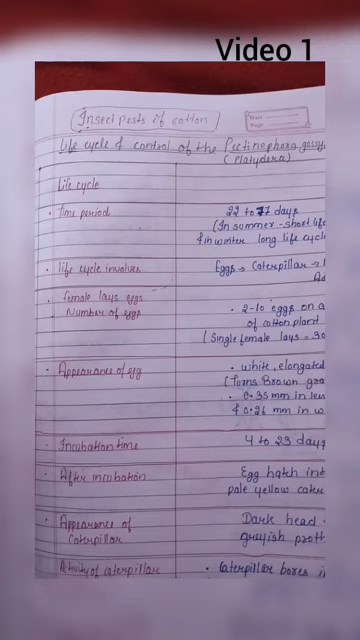 Video 1
Insect pests of cotton
Date
Page
Life cycle & control of the Pectinophora gossy
(Platydera)
Life cycle
Time period 22 to 77 days
(In summer - short life
& in winter long life cycl
life cycle involves Eggs → Caterpillar →
Female lays eggs
Number of eggs • 2-10 eggs on a
of cotton plant
(Single female lays = 30
Appearance of egg • white, elongated
(Turns Brown gra
• 0.35 mm in len
& 0.26 mm in w
Incubation time 4 to 23 days
After incubation Egg hatch int
pale yellow cater
Appearance of
Caterpillar Dark head
greyish proth
Activity of caterpillar • Caterpillar bores i